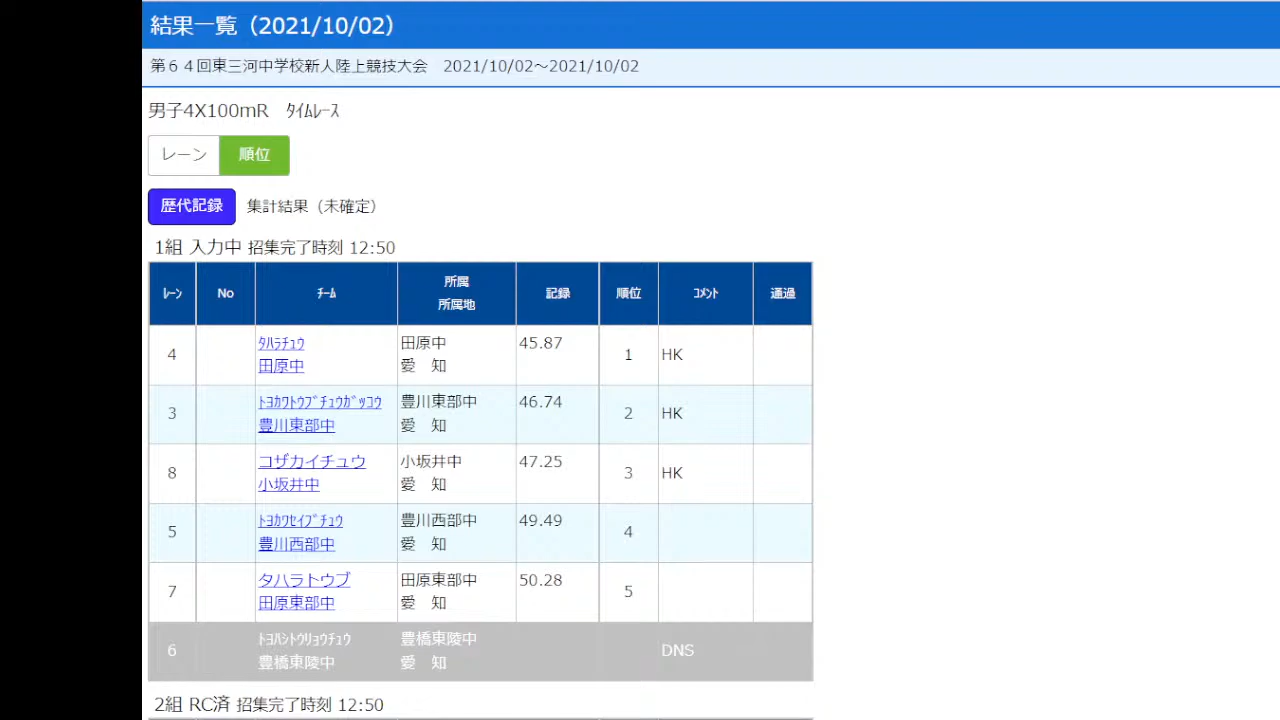 結果一覧（2021/10/02）
第６４回東三河中学校新人陸上競技大会　2021/10/02～2021/10/02
男子4X100mR　ﾀｲﾑﾚｰｽ
レーン 順位
歴代記録 集計結果（未確定）
1組 入力中 招集完了時刻 12:50
ﾚｰﾝ No ﾁｰﾑ 所属 記録 順位 ｺﾒﾝﾄ 通過
所属地
ﾀﾊﾗﾁｭｳ 田原中 45.87
4 1 HK
田原中 愛　知
ﾄﾖｶﾜﾄｳﾌﾞﾁｭｳｶﾞｯｺｳ 豊川東部中 46.74
3 2 HK
豊川東部中 愛　知
コザカイチュウ 小坂井中 47.25
8 3 HK
小坂井中 愛　知
ﾄﾖｶﾜｾｲﾌﾞﾁｭｳ 豊川西部中 49.49
5 4
豊川西部中 愛　知
タハラトウブ 田原東部中 50.28
7 5
田原東部中 愛　知
ﾄﾖﾊｼﾄｳﾘｮｳﾁｭｳ 豊橋東陵中
6 DNS
豊橋東陵中 愛　知
2組 RC済 招集完了時刻 12:50